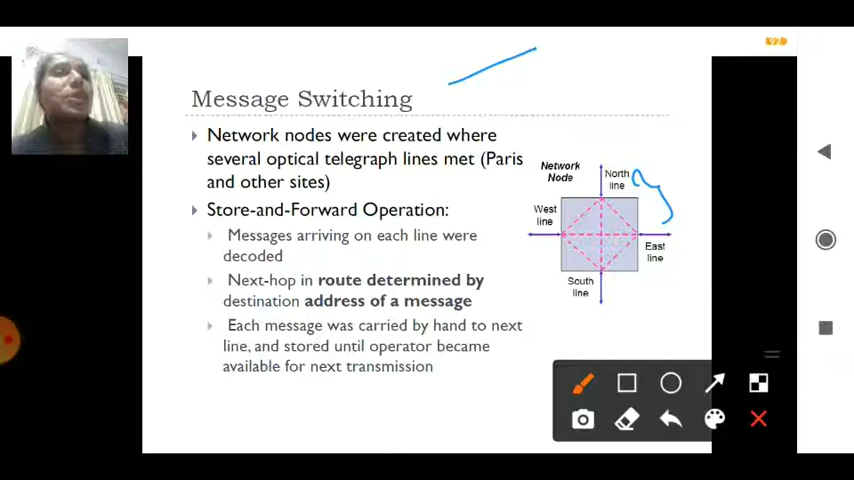 92
Message Switching
Network nodes were created where
several optical telegraph lines met (Paris
and other sites)
Store-and-Forward Operation:
Messages arriving on each line were
decoded
Next-hop in route determined by
destination address of a message
Each message was carried by hand to next
line, and stored until operator became
available for next transmission
Network
Node
North
line
West
line
East
line
South
line